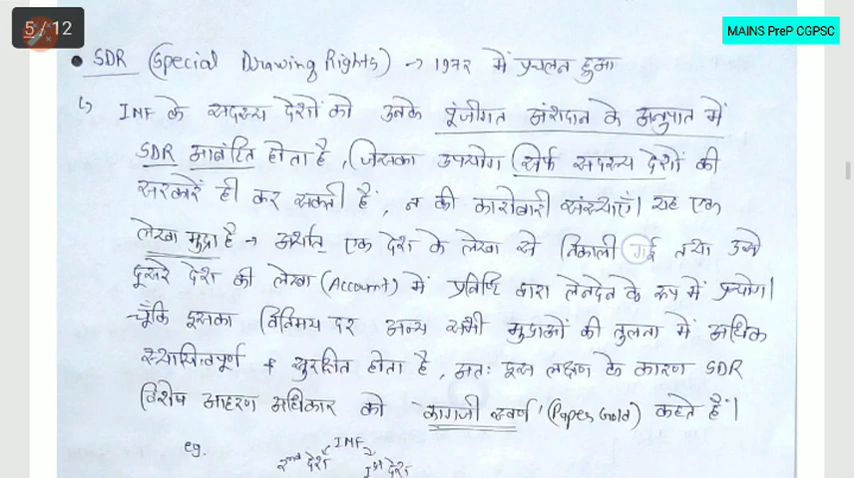 5 / 12
MAINS PreP CGPSC
• SDR (Special Drawing Rights) → 1972 में प्रचलन हुआ
↳ IMF के सदस्य देशों को उनके पूंजीगत अंशदान के अनुपात में
SDR आवंटित होता है, (जिसका उपयोग सिर्फ सदस्य देशों की
सरकारें ही कर सकती हैं, न की कारोबारी संस्थाएँ। यह एक
लेखा मुद्रा है → अर्थात् एक देश के लेखा से निकाली गई तथा उसे
दूसरे देश की लेखा (Account) में प्रविष्टि द्वारा लेनदेन के रूप में प्रयोग।
चूँकि इसका विनिमय दर अन्य सभी मुद्राओं की तुलना में अधिक
स्थायित्वपूर्ण + सुरक्षित होता है, अतः इस लक्षण के कारण SDR
विशेष आहरण अधिकार को 'कागजी स्वर्ण' (Paper Gold) कहते हैं।
eg. IMF
2nd देश 1st देश